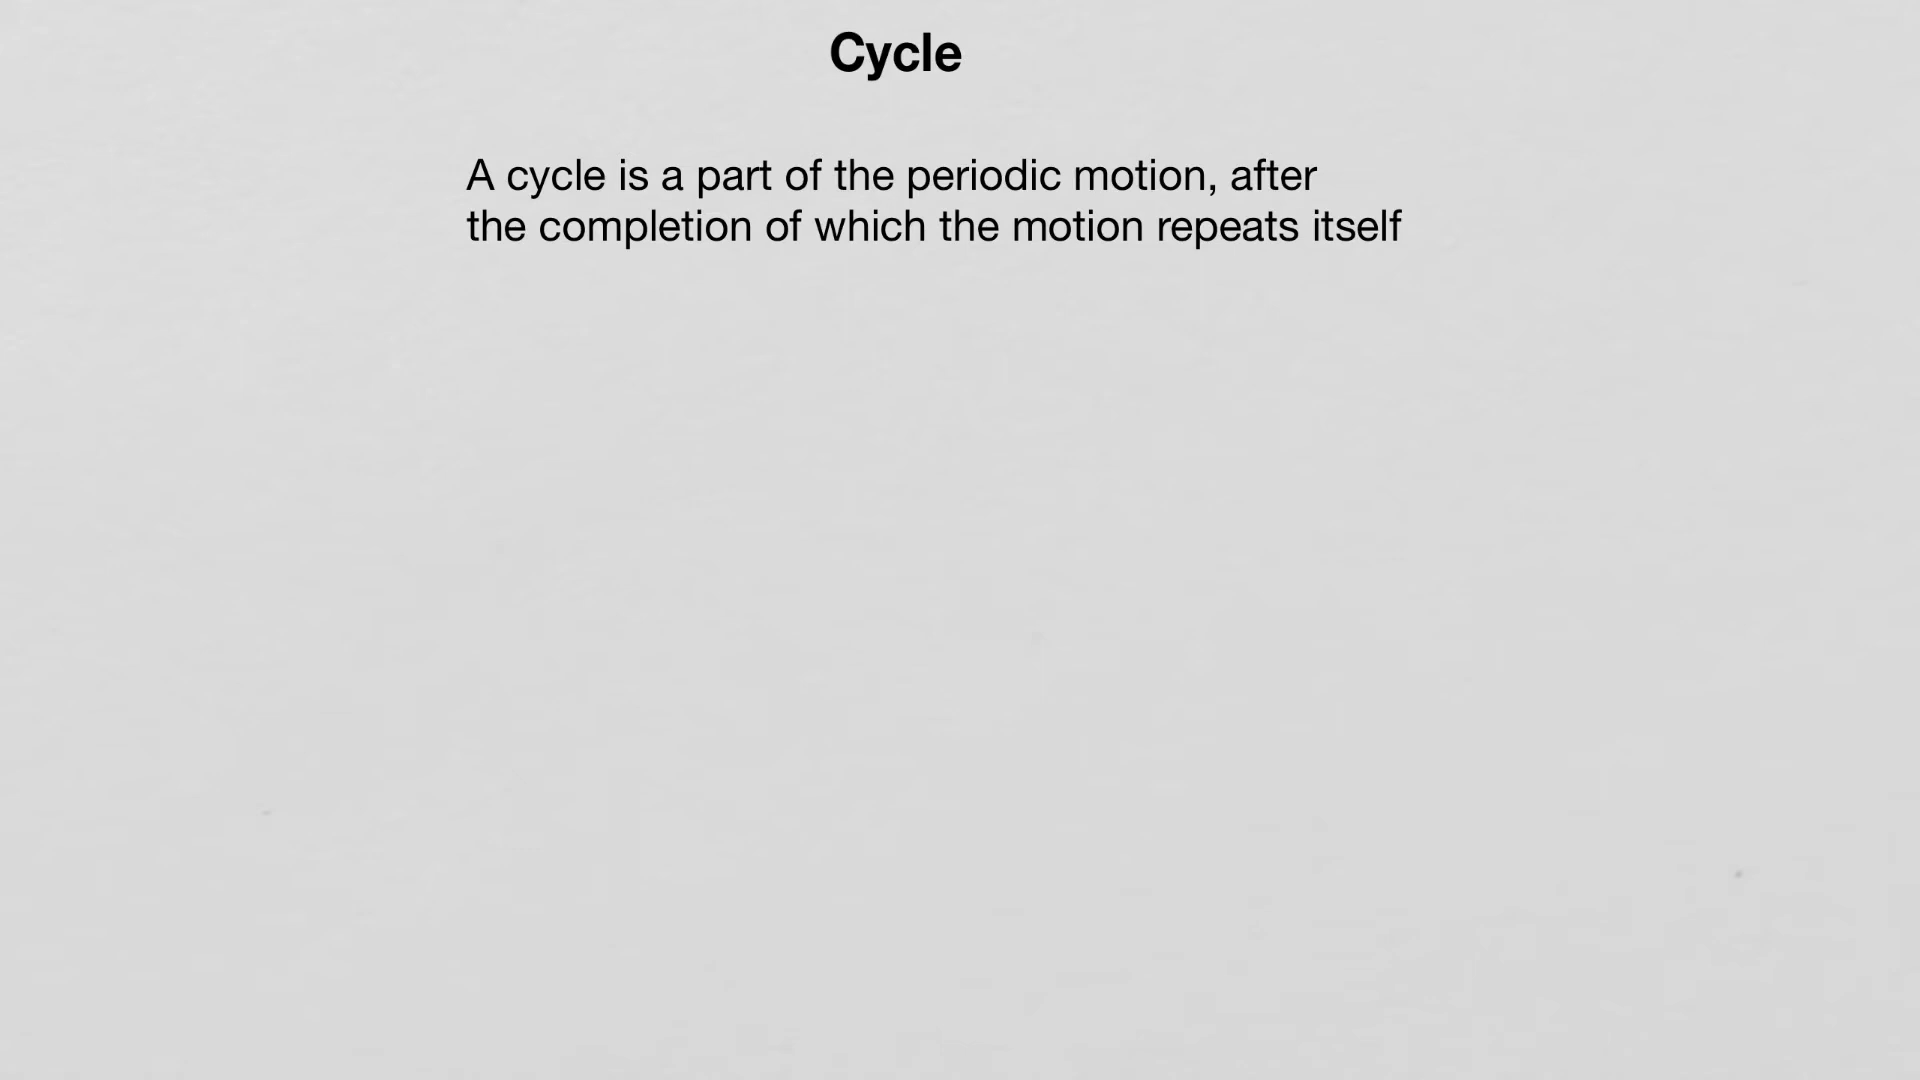 Cycle
A cycle is a part of the periodic motion, after
the completion of which the motion repeats itself